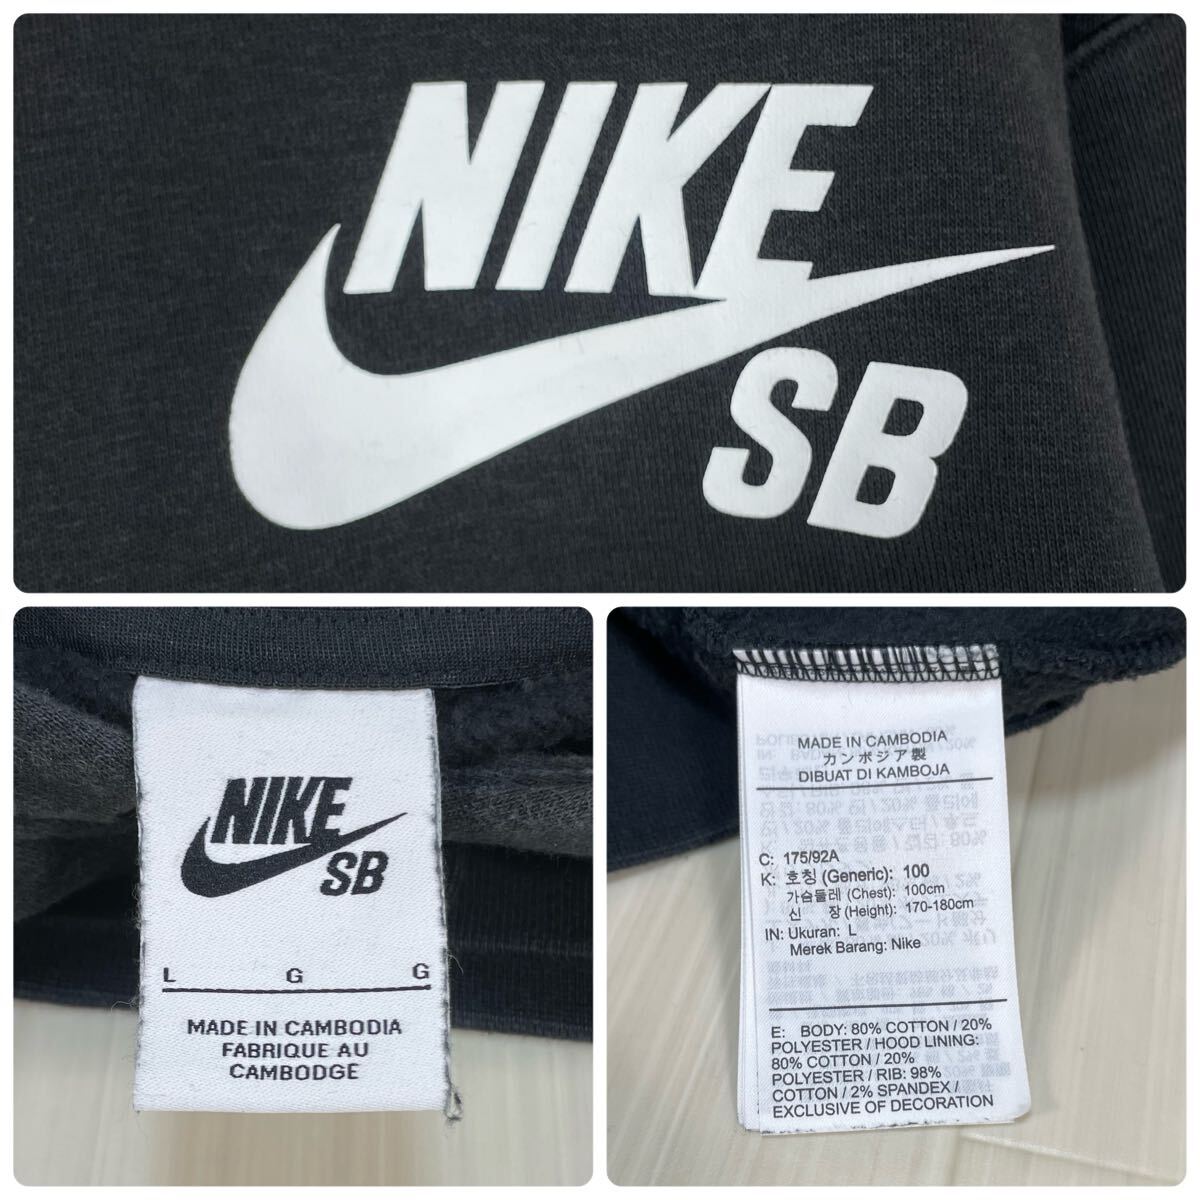 NIKE
SB
NIKE
SB
L G G
MADE IN CAMBODIA
FABRIQUE AU
CAMBODGE
MADE IN CAMBODIA
カンボジア製
DIBUAT DI KAMBOJA
C: 175/92A
K: 호칭 (Generic): 100
가슴둘레 (Chest): 100cm
신 장 (Height): 170-180cm
IN: Ukuran: L
Merek Barang: Nike
E: BODY: 80% COTTON / 20%
POLYESTER / HOOD LINING:
80% COTTON / 20%
POLYESTER / RIB: 98%
COTTON / 2% SPANDEX /
EXCLUSIVE OF DECORATION